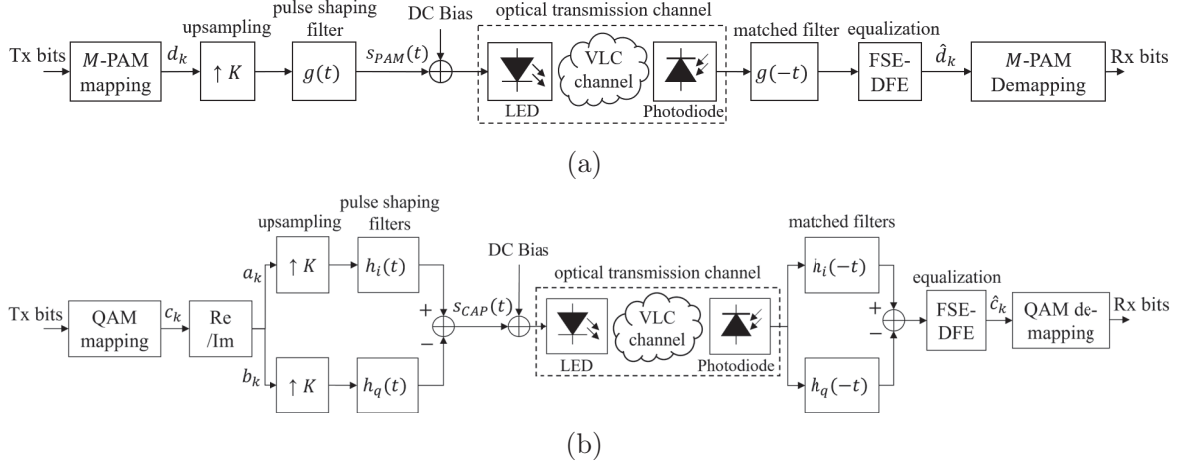 Tx bits
M-PAM mapping
d_k
upsampling
↑ K
pulse shaping filter
g(t)
s_PAM(t)
DC Bias
optical transmission channel
LED
VLC channel
Photodiode
matched filter
g(−t)
equalization
FSE-DFE
d̂_k
M-PAM Demapping
Rx bits
(a)
Tx bits
QAM mapping
c_k
Re /Im
a_k
b_k
upsampling
↑ K
↑ K
pulse shaping filters
h_i(t)
h_q(t)
+
−
s_CAP(t)
DC Bias
optical transmission channel
LED
VLC channel
Photodiode
matched filters
h_i(−t)
h_q(−t)
+
−
equalization
FSE-DFE
ĉ_k
QAM de-mapping
Rx bits
(b)